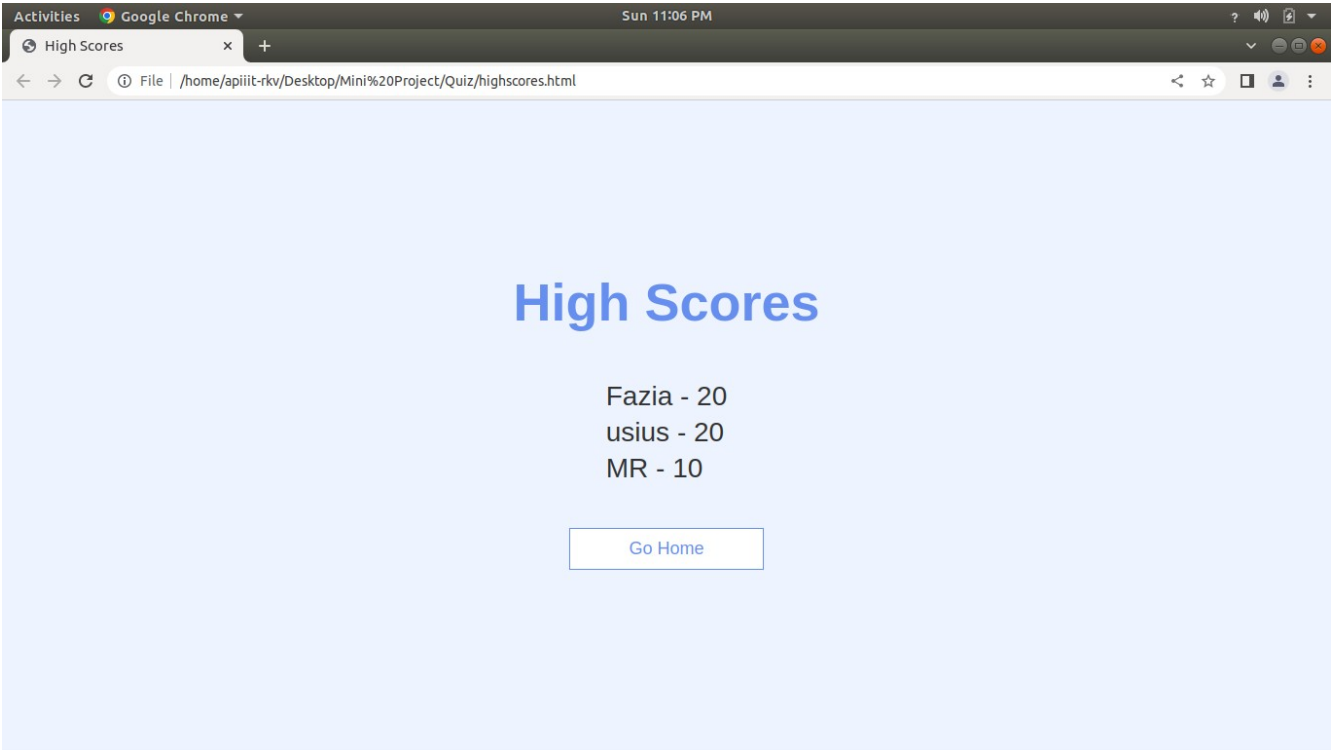 Activities Google Chrome Sun 11:06 PM ?
High Scores × +
File | /home/apiiit-rkv/Desktop/Mini%20Project/Quiz/highscores.html
High Scores
Fazia - 20
usius - 20
MR - 10
Go Home